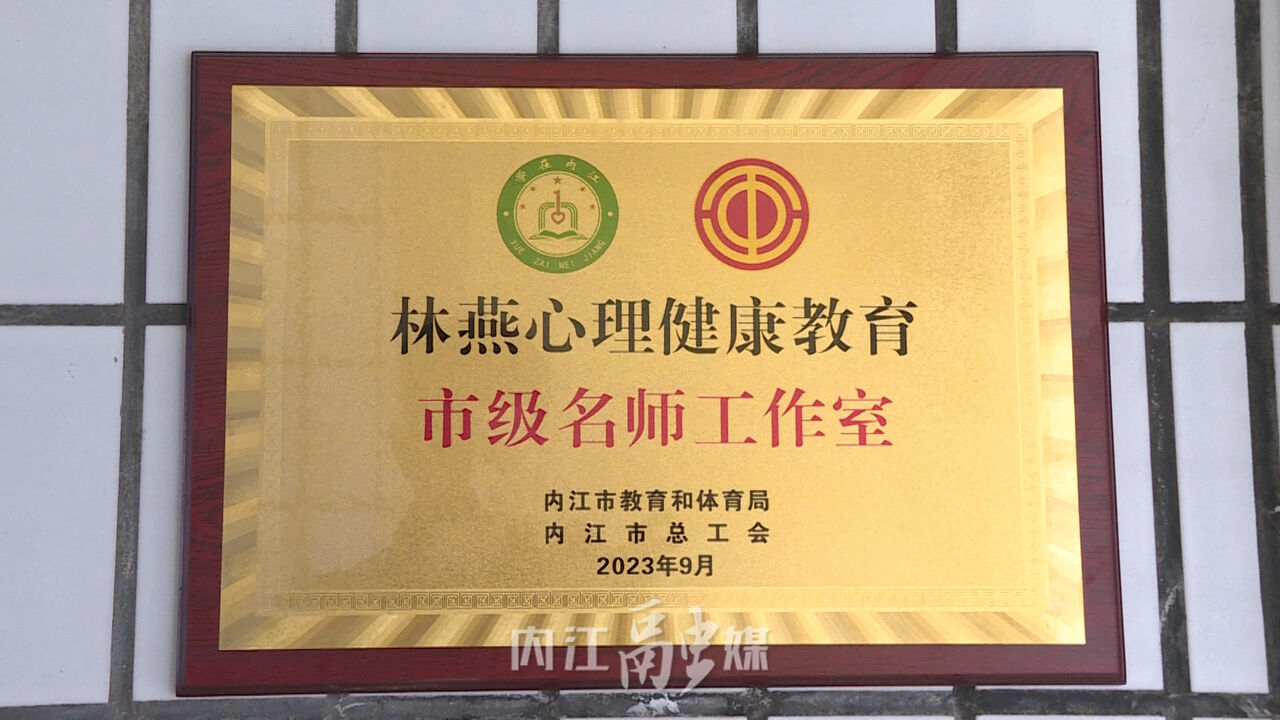 学在内江
XUE ZAI NEI JIANG
林燕心理健康教育
市级名师工作室
内江市教育和体育局
内江市总工会
2023年9月
内江融媒